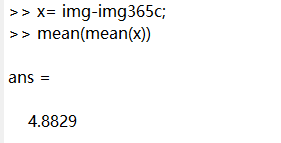 >> x= img-img365c;
>> mean(mean(x))
ans =
4.8829